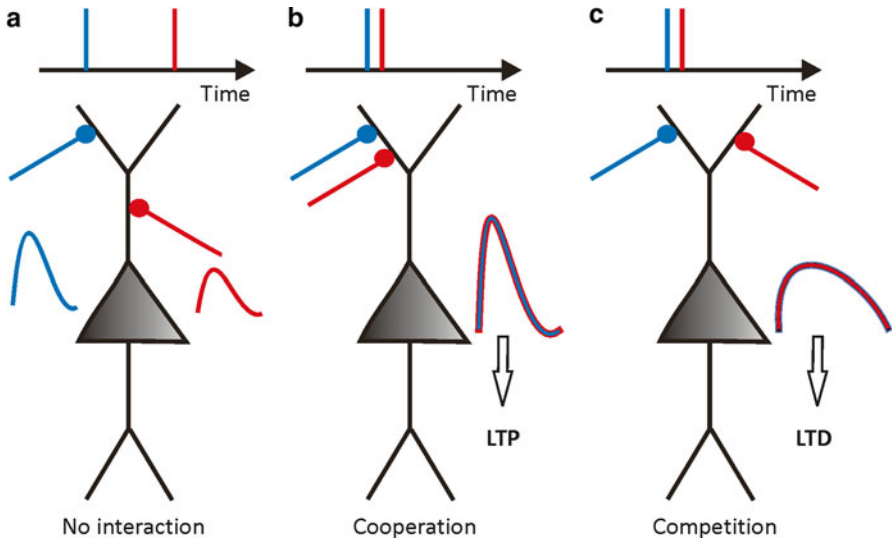 a
b
c
Time
Time
Time
LTP
LTD
No interaction
Cooperation
Competition